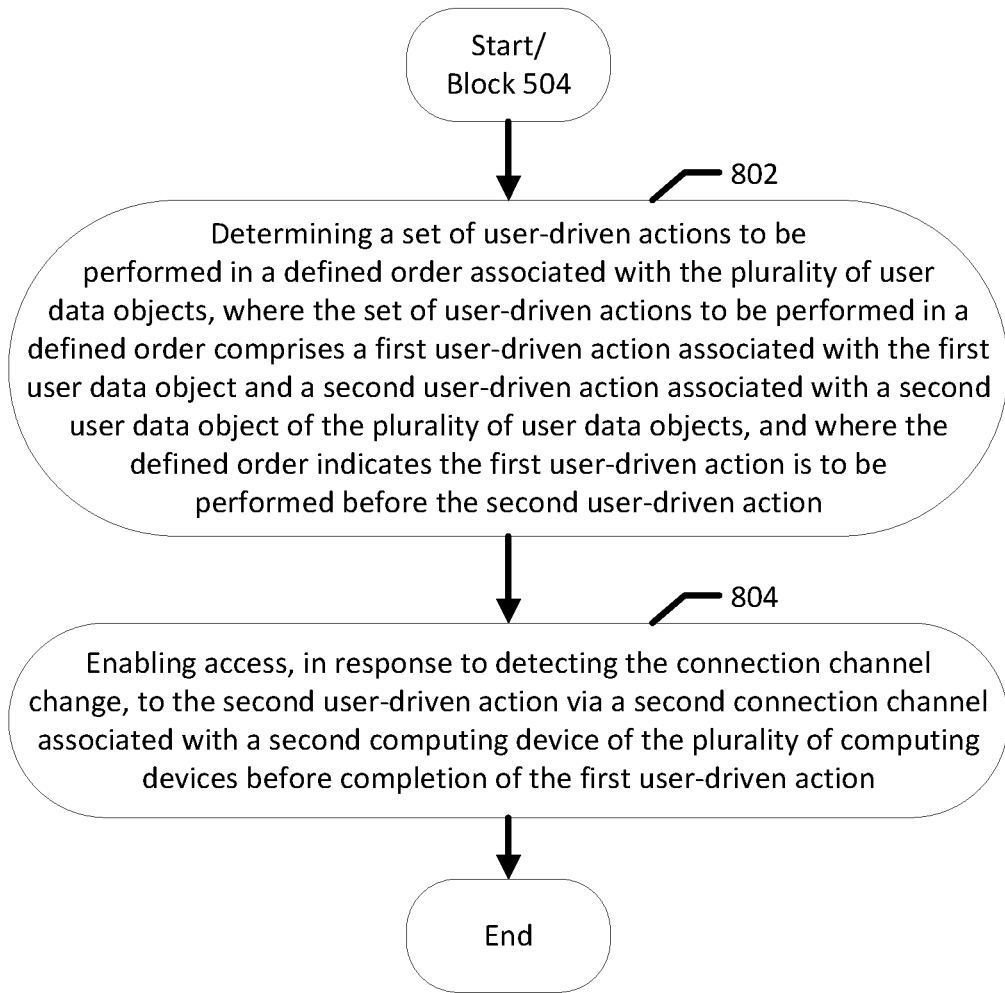 Start/
Block 504
802
Determining a set of user-driven actions to be
performed in a defined order associated with the plurality of user
data objects, where the set of user-driven actions to be performed in a
defined order comprises a first user-driven action associated with the first
user data object and a second user-driven action associated with a second
user data object of the plurality of user data objects, and where the
defined order indicates the first user-driven action is to be
performed before the second user-driven action
804
Enabling access, in response to detecting the connection channel
change, to the second user-driven action via a second connection channel
associated with a second computing device of the plurality of computing
devices before completion of the first user-driven action
End